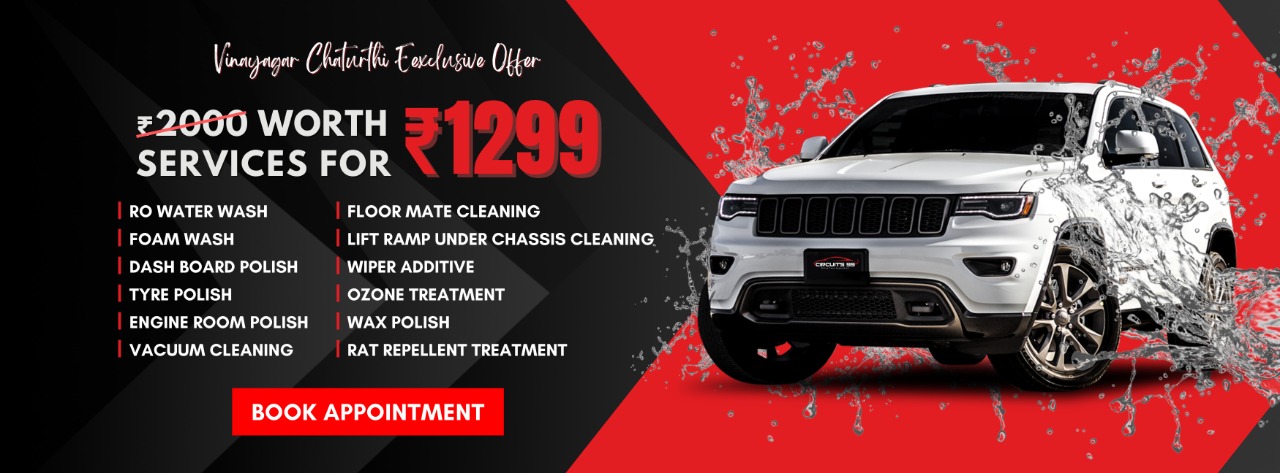 Vinayagar Chaturthi Eexclusive Offer
₹2000 WORTH
SERVICES FOR
₹1299
RO WATER WASH
FOAM WASH
DASH BOARD POLISH
TYRE POLISH
ENGINE ROOM POLISH
VACUUM CLEANING
FLOOR MATE CLEANING
LIFT RAMP UNDER CHASSIS CLEANING
WIPER ADDITIVE
OZONE TREATMENT
WAX POLISH
RAT REPELLENT TREATMENT
BOOK APPOINTMENT
CIRCUITS 99